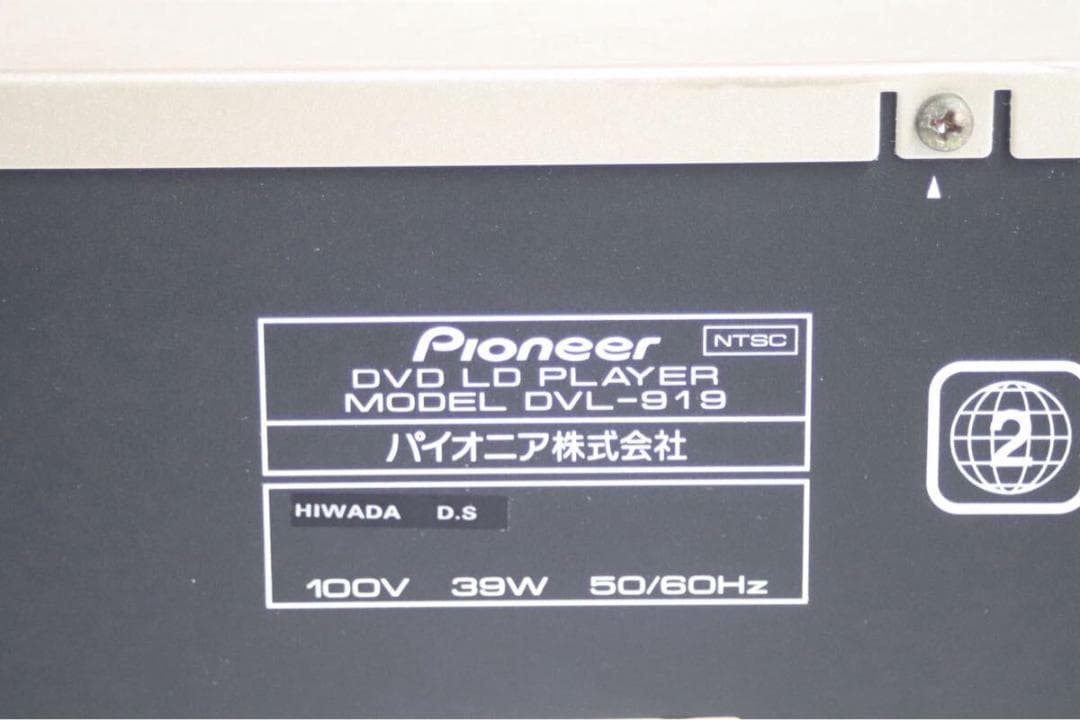 Pioneer NTSC
DVD LD PLAYER
MODEL DVL-919
パイオニア株式会社
2
HIWADA D.S
100V 39W 50/60Hz